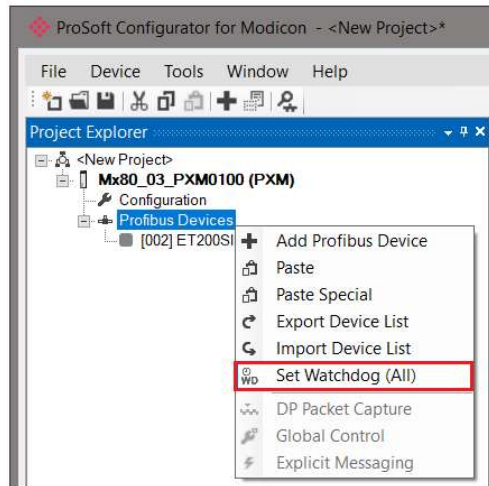 ProSoft Configurator for Modicon - <New Project>*
File Device Tools Window Help
Project Explorer
<New Project>
Mx80_03_PXM0100 (PXM)
Configuration
Profibus Devices
[002] ET200SI
Add Profibus Device
Paste
Paste Special
Export Device List
Import Device List
WD Set Watchdog (All)
DP Packet Capture
Global Control
Explicit Messaging